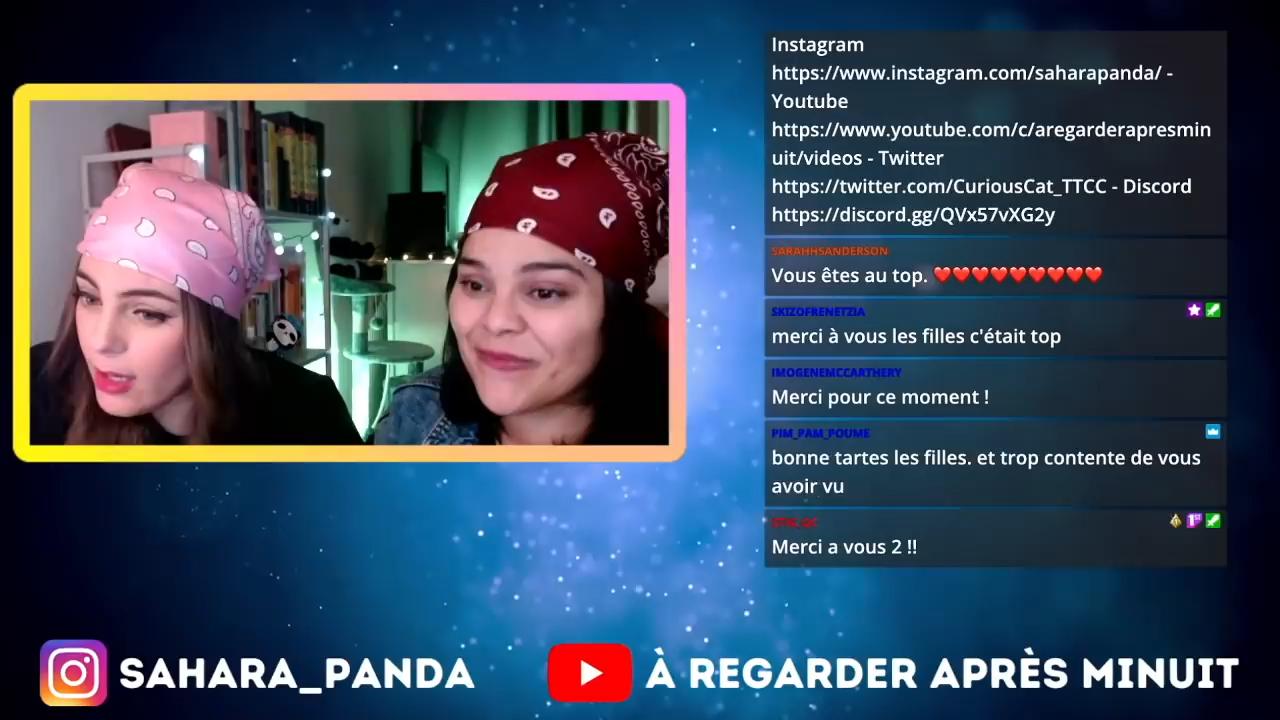 Instagram
https://www.instagram.com/saharapanda/ -
Youtube
https://www.youtube.com/c/aregarderapresmin
uit/videos - Twitter
https://twitter.com/CuriousCat_TTCC - Discord
https://discord.gg/QVx57vXG2y
SARAHHSANDERSON
Vous êtes au top. ❤❤❤❤❤❤❤❤❤
SKIZOFRENETZIA
merci à vous les filles c'était top
IMOGENEMCCARTHERY
Merci pour ce moment !
PIM_PAM_POUME
bonne tartes les filles. et trop contente de vous
avoir vu
Merci a vous 2 !!
SAHARA_PANDA
À REGARDER APRÈS MINUIT